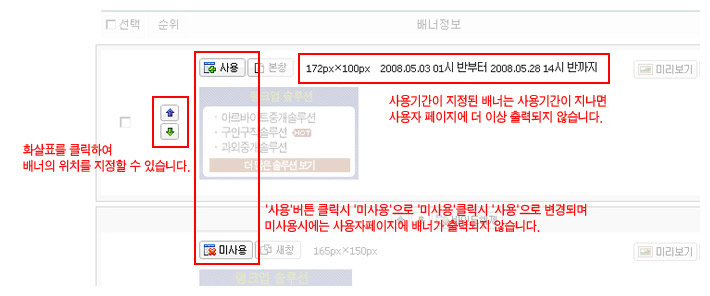 선택 순위 배너정보
사용 본창 172px×100px 2008.05.03 01시 반부터 2008.05.28 14시 반까지 미리보기
링크업 솔루션
· 아르바이트중개솔루션
· 구인구직솔루션 HOT
· 과외중개솔루션
더 많은 솔루션 보기
사용기간이 지정된 배너는 사용기간이 지나면
사용자 페이지에 더 이상 출력되지 않습니다.
화살표를 클릭하여
배너의 위치를 지정할 수 있습니다.
'사용'버튼 클릭시 '미사용'으로 '미사용'클릭시 '사용'으로 변경되며
미사용시에는 사용자페이지에 배너가 출력되지 않습니다.
미사용 새창 165px×150px 미리보기
링크업 솔루션